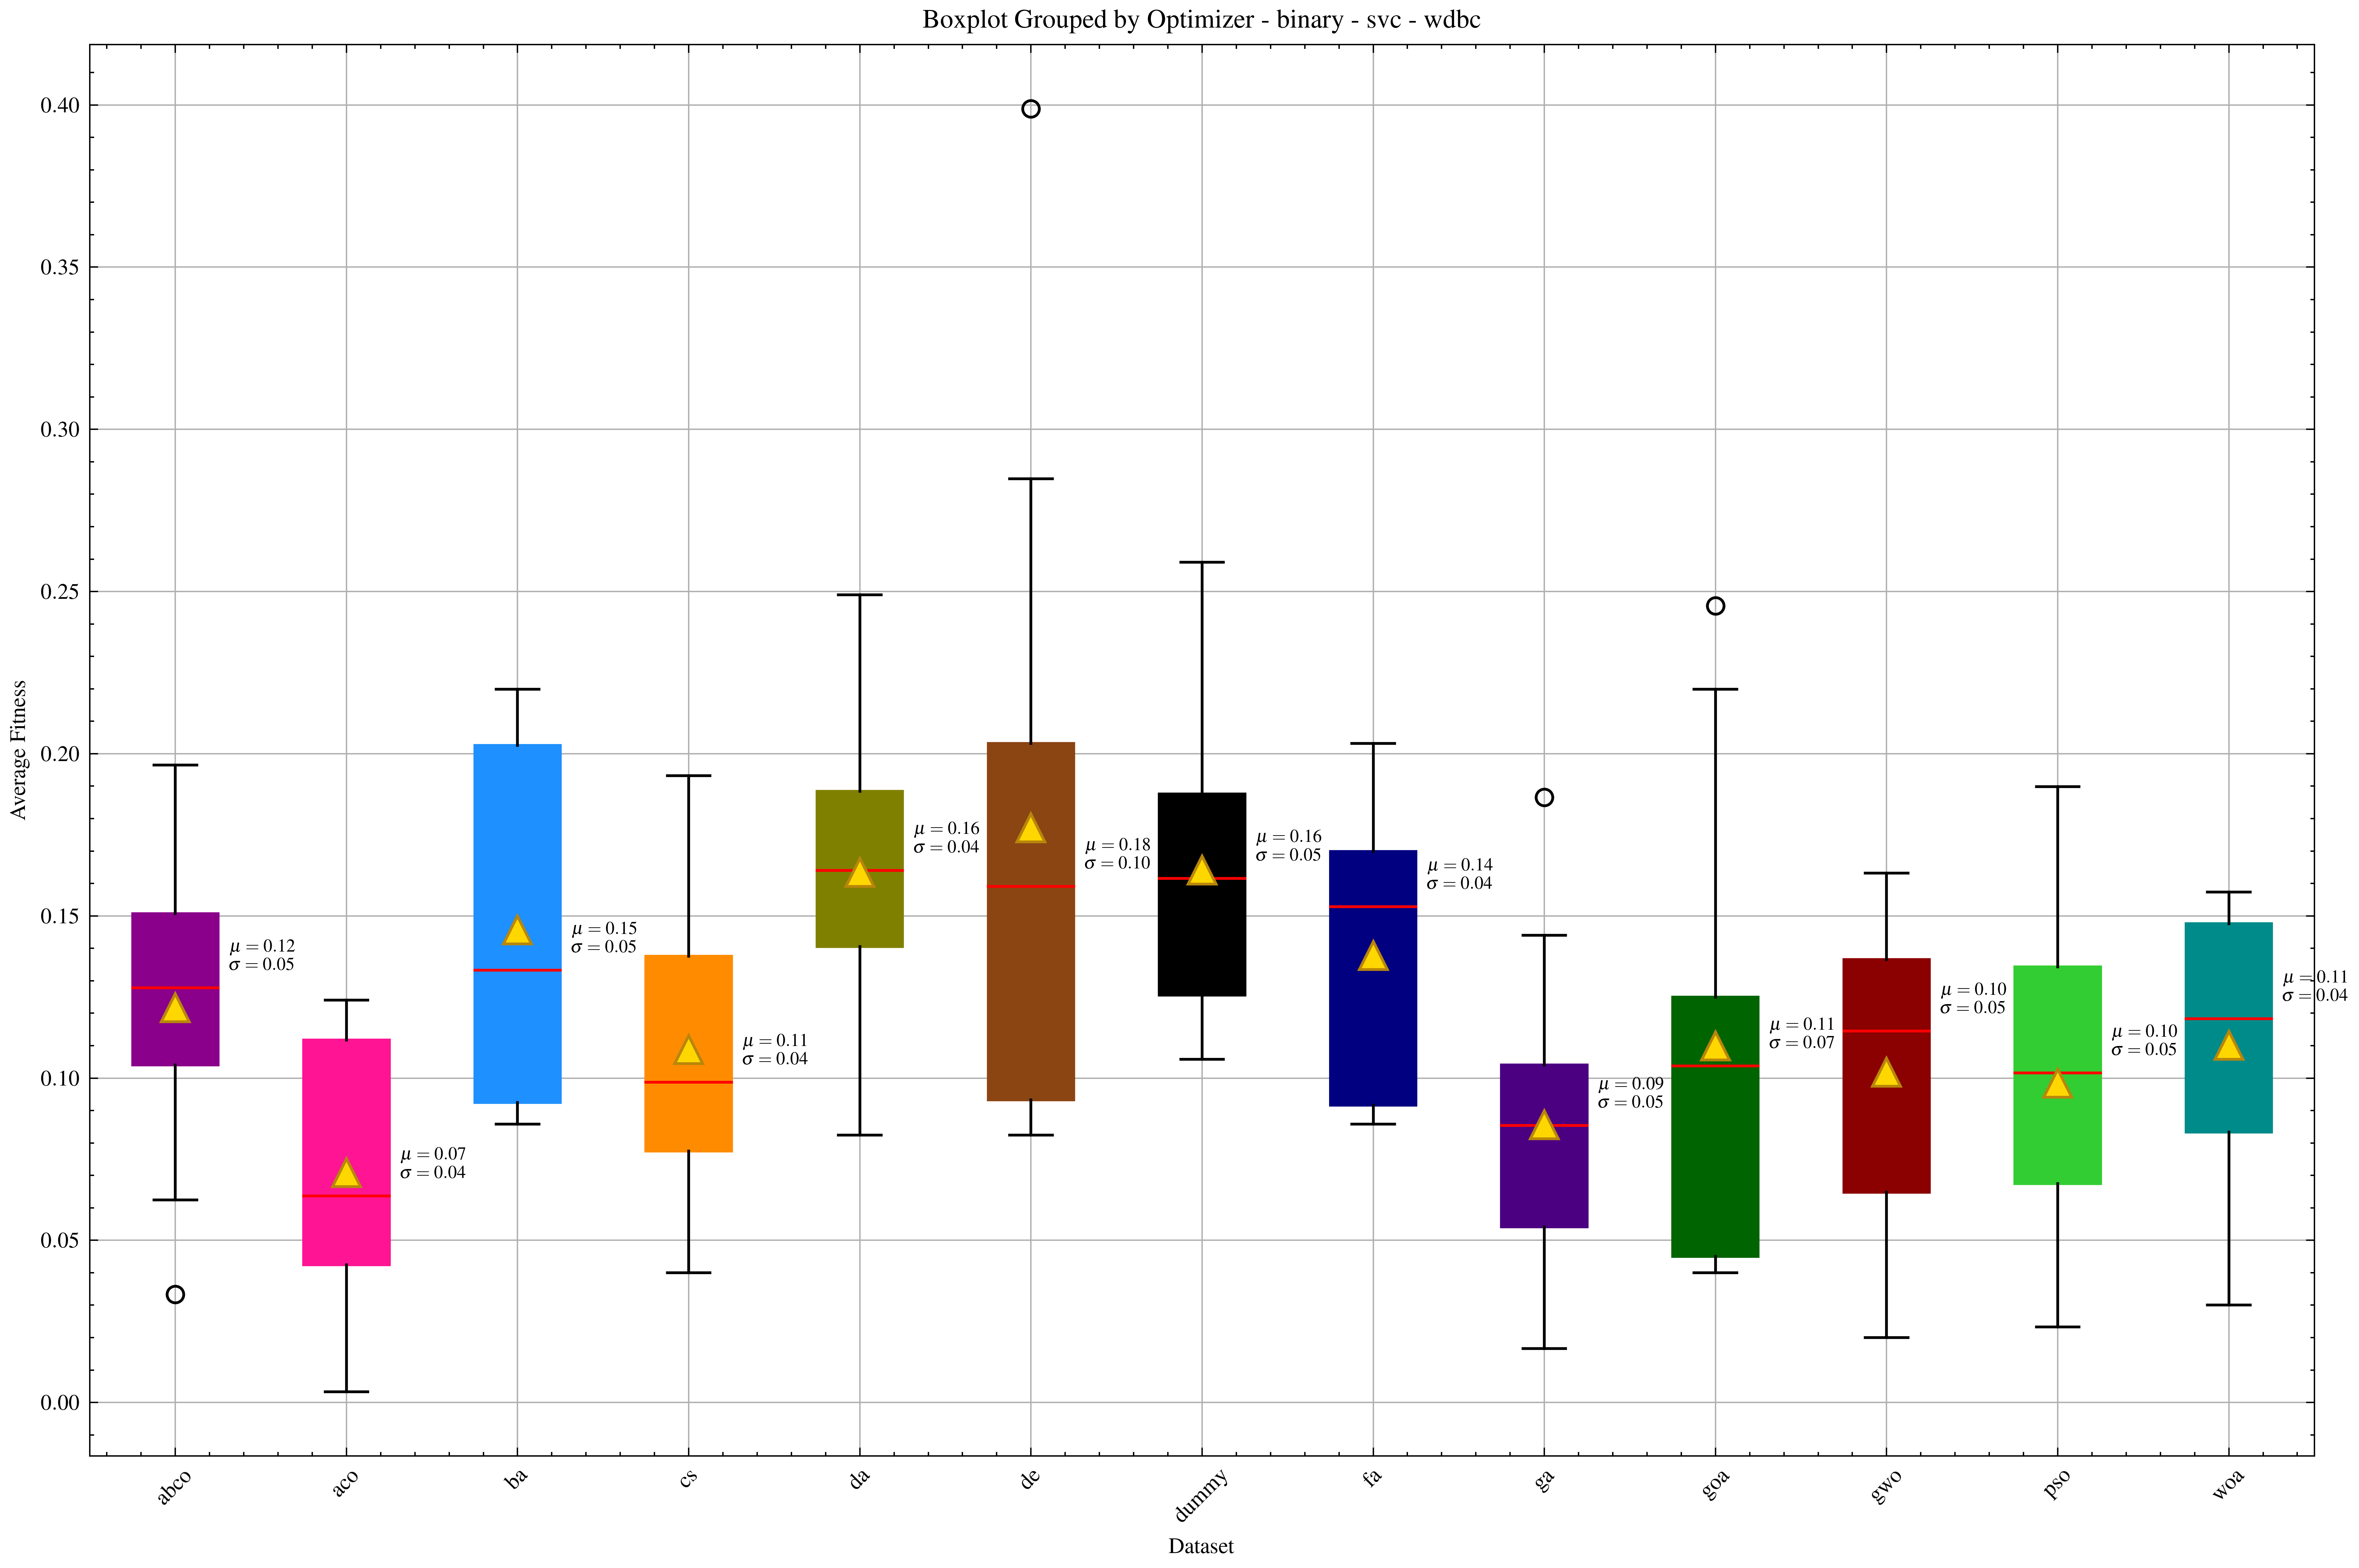 Boxplot Grouped by Optimizer - binary - svc - wdbc
Average Fitness
0.40
0.35
0.30
0.25
0.20
0.15
0.10
0.05
0.00
μ = 0.12
σ = 0.05
μ = 0.07
σ = 0.04
μ = 0.15
σ = 0.05
μ = 0.11
σ = 0.04
μ = 0.16
σ = 0.04
μ = 0.18
σ = 0.10
μ = 0.16
σ = 0.05
μ = 0.14
σ = 0.04
μ = 0.09
σ = 0.05
μ = 0.11
σ = 0.07
μ = 0.10
σ = 0.05
μ = 0.10
σ = 0.05
μ = 0.11
σ = 0.04
abco
aco
ba
cs
da
de
dummy
fa
ga
goa
gwo
pso
woa
Dataset